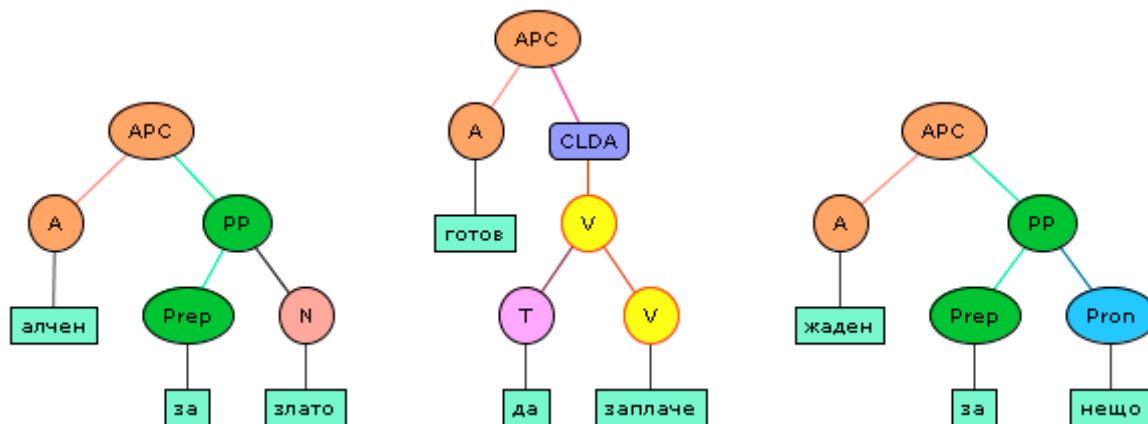 APC
APC
APC
A
CLDA
A
PP
готов
V
A
PP
алчен
Prep
N
T
V
жаден
Prep
Pron
за
злато
да
заплаче
за
нещо